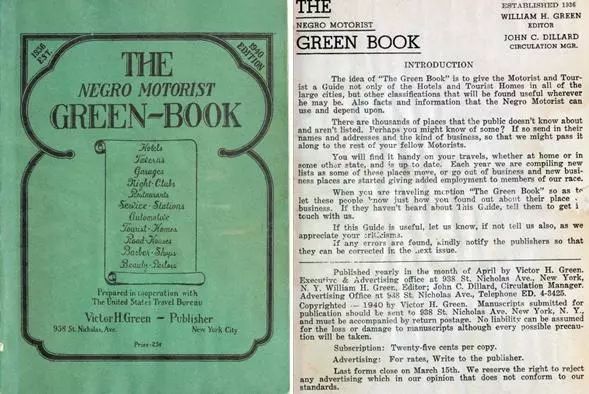 1936
EST.
1940
EDITION
THE
NEGRO MOTORIST
GREEN-BOOK
Hotels
Taverns
Garages
Night-Clubs
Restaurants
Service-Stations
Automotive
Tourist-Homes
Road-Houses
Barber-Shops
Beauty-Parlors
Prepared in cooperation with
The United States Travel Bureau
Victor H. Green — Publisher
938 St. Nicholas, Ave. New York City
Price-25¢
THE
NEGRO MOTORIST
GREEN BOOK
ESTABLISHED 1936
WILLIAM H. GREEN
EDITOR
JOHN C. DILLARD
CIRCULATION MGR.
INTRODUCTION
The idea of "The Green Book" is to give the Motorist and Tour-
ist a Guide not only of the Hotels and Tourist Homes in all of the
large cities, but other classifications that will be found useful wherever
he may be. Also facts and information that the Negro Motorist can
use and depend upon.
There are thousands of places that the public doesn't know about
and aren't listed. Perhaps you might know of some? If so send in their
names and addresses and the kind of business, so that we might pass it
along to the rest of your fellow Motorists.
You will find it handy on your travels, whether at home or in
some other state, and is up to date. Each year we are compiling new
lists as some of these places move, or go out of business and new busi-
ness places are started giving added employment to members of our race.
When you are traveling mention "The Green Book" so as to
let these people know just how you found out about their place
business. If they haven't heard about This Guide, tell them to get
touch with us.
If this Guide is useful, let us know, if not tell us also, as we
appreciate your criticisms.
If any errors are found, kindly notify the publishers so that
they can be corrected in the next issue.
Published yearly in the month of April by Victor H. Green.
Executive & Advertising office at 938 St. Nicholas Ave., New York,
N. Y. William H. Green, Editor; John C. Dillard, Circulation Manager.
Advertising Office at 938 St. Nicholas Ave., Telephone ED. 4-3425.
Copyrighted — 1940 by Victor H. Green. Manuscripts submitted for
publication should be sent to 938 St. Nicholas Ave. New York, N. Y.,
and must be accompanied by return postage. No liability can be assumed
for the loss or damage to manuscripts although every possible precau-
tion will be taken.
Subscription: Twenty-five cents per copy.
Advertising: For rates, Write to the publisher.
Last forms close on March 15th. We reserve the right to reject
any advertising which in our opinion that does not conform to our
standards.